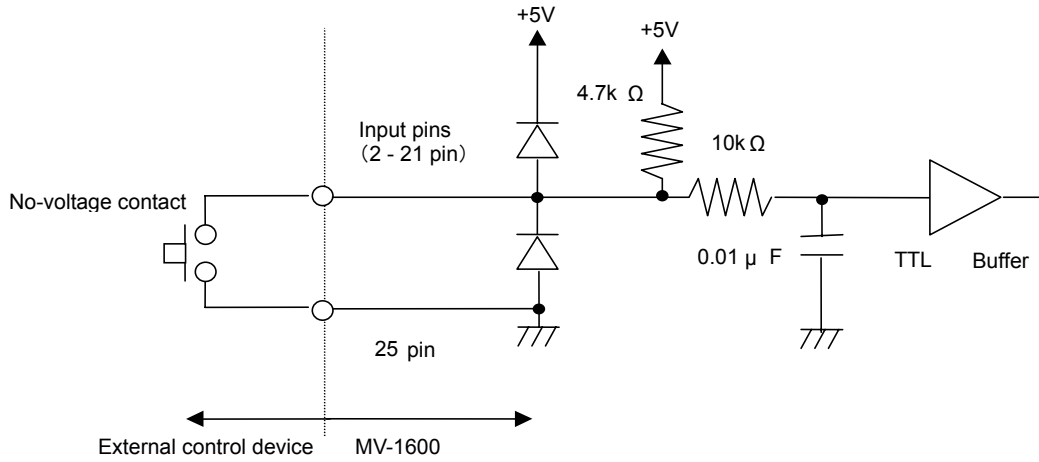 +5V
+5V
4.7k Ω
Input pins
（2 - 21 pin）
10k Ω
No-voltage contact
0.01 μ F
TTL
Buffer
25 pin
External control device
MV-1600